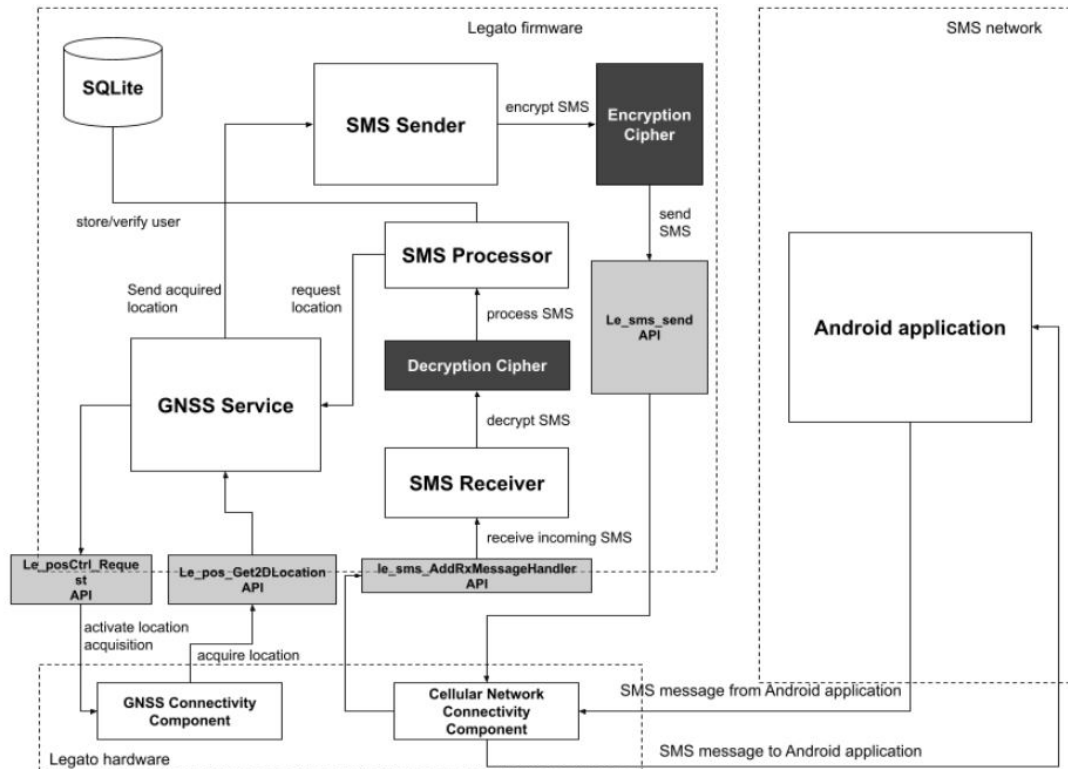 Legato firmware
SMS network
SQLite
SMS Sender
encrypt SMS
Encryption
Cipher
store/verify user
send
SMS
SMS Processor
Send acquired
location
request
location
process SMS
Le_sms_send
API
Android application
Decryption Cipher
GNSS Service
decrypt SMS
SMS Receiver
receive incoming SMS
Le_posCtrl_Reque
st
API
Le_pos_Get2DLocation
API
le_sms_AddRxMessageHandler
API
activate location
acquisition
acquire location
GNSS Connectivity
Component
Cellular Network
Connectivity
Component
SMS message from Android application
SMS message to Android application
Legato hardware